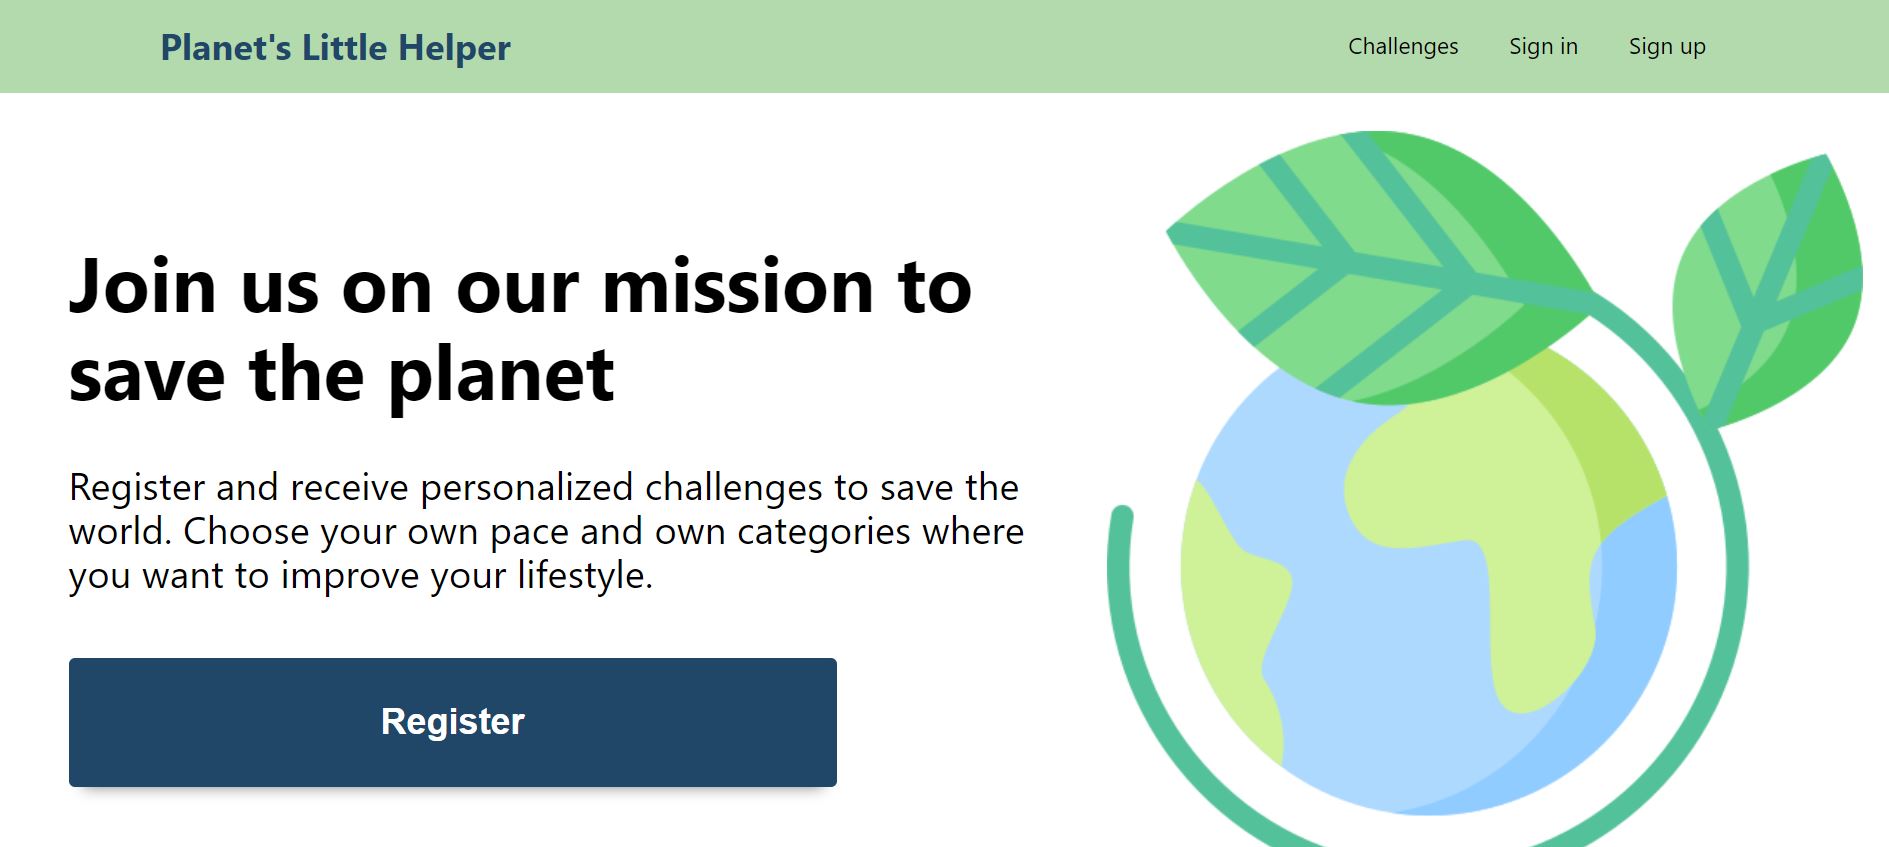 Planet's Little Helper
Challenges
Sign in
Sign up
Join us on our mission to
save the planet
Register and receive personalized challenges to save the
world. Choose your own pace and own categories where
you want to improve your lifestyle.
Register